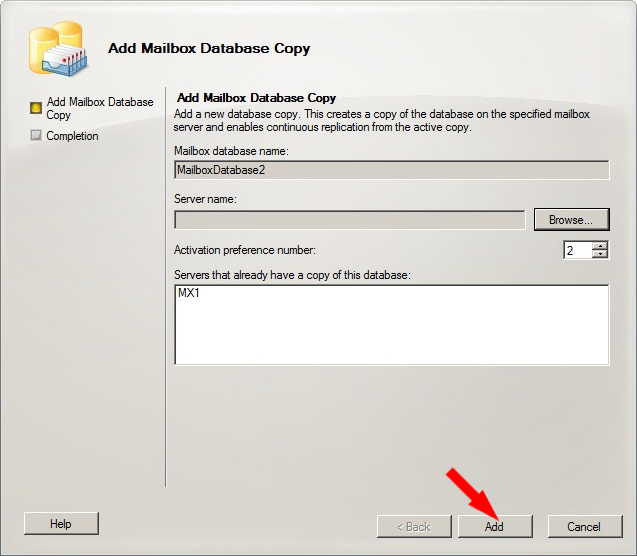 Add Mailbox Database Copy
Add Mailbox Database
Copy
Completion
Add Mailbox Database Copy
Add a new database copy. This creates a copy of the database on the specified mailbox
server and enables continuous replication from the active copy.
Mailbox database name:
MailboxDatabase2
Server name:
Browse...
Activation preference number:
2
Servers that already have a copy of this database:
MX1
Help
< Back
Add
Cancel